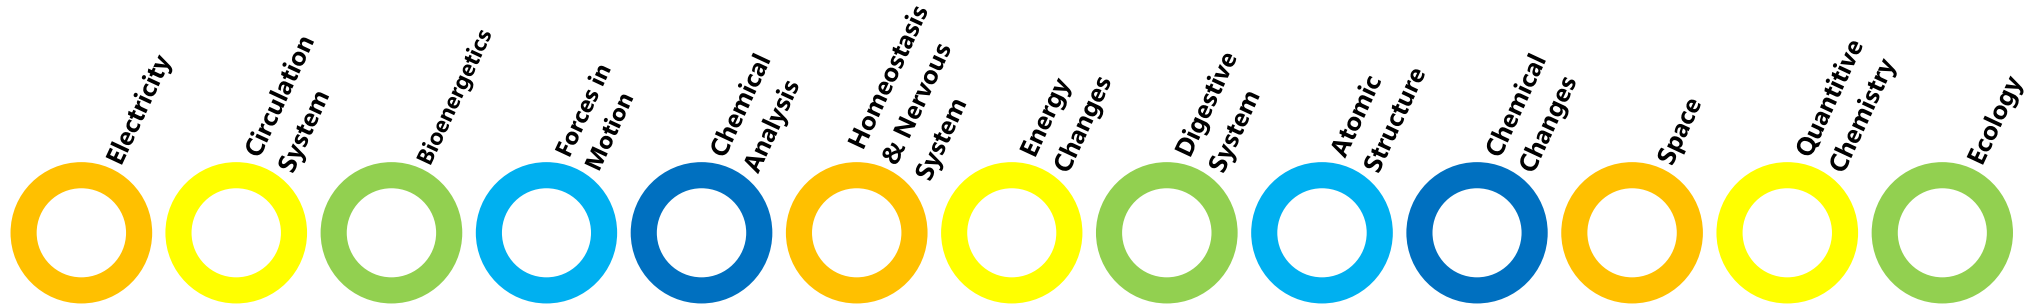 Electricity
Circulation
System
Bioenergetics
Forces in
Motion
Chemical
Analysis
Homeostasis
& Nervous
System
Energy
Changes
Digestive
System
Atomic
Structure
Chemical
Changes
Space
Quantitive
Chemistry
Ecology